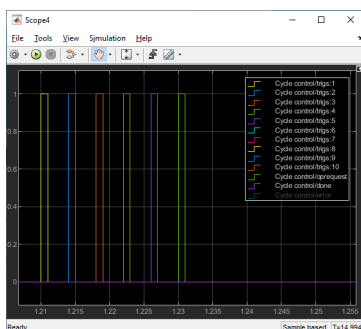 Scope4
File Tools View Simulation Help
Cycle control/trigs:1
Cycle control/trigs:2
Cycle control/trigs:3
Cycle control/trigs:4
Cycle control/trigs:5
Cycle control/trigs:6
Cycle control/trigs:7
Cycle control/trigs:8
Cycle control/trigs:9
Cycle control/trigs:10
Cycle control/oprequest
Cycle control/done
Cycle control/error
1
0.8
0.6
0.4
0.2
0
1.21 1.215 1.22 1.225 1.23 1.235 1.24 1.245 1.25 1.255
Ready Sample based T=14.994